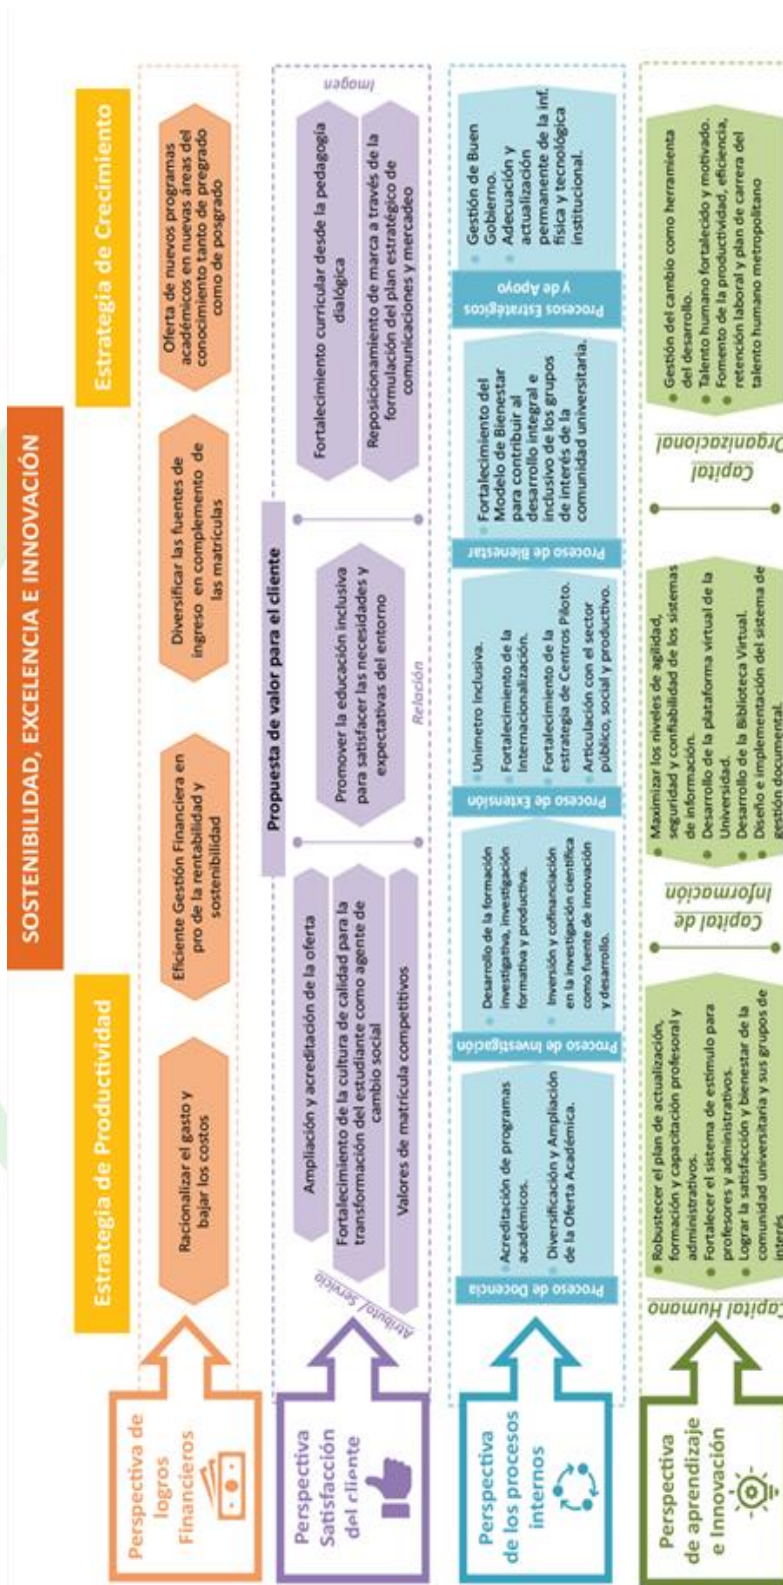 SOSTENIBILIDAD, EXCELENCIA E INNOVACIÓN
Estrategia de Productividad
Estrategia de Crecimiento
Perspectiva de
logros
Financieros
Racionalizar el gasto y
bajar los costos
Eficiente Gestión Financiera en
pro de la rentabilidad y
sostenibilidad
Diversificar las fuentes de
ingreso en complemento de
las matrículas
Oferta de nuevos programas
académicos en nuevas áreas del
conocimiento tanto de pregrado
como de posgrado
Propuesta de valor para el cliente
Perspectiva
Satisfacción
del cliente
Atributo/ Servicio
Ampliación y acreditación de la oferta
Fortalecimiento de la cultura de calidad para la
transformación del estudiante como agente de
cambio social
Valores de matrícula competitivos
Promover la educación inclusiva
para satisfacer las necesidades y
expectativas del entorno
Relación
Fortalecimiento curricular desde la pedagogía
dialógica
Reposicionamiento de marca a través de la
formulación del plan estratégico de
comunicaciones y mercadeo
Imagen
Perspectiva
de los procesos
internos
Proceso de Docencia
Acreditación de programas
académicos.
Diversificación y Ampliación
de la Oferta Académica.
Proceso de Investigación
Desarrollo de la formación
investigativa, investigación
formativa y productiva.
Inversión y cofinanciación
en la investigación científica
como fuente de innovación
y desarrollo.
Proceso de Extensión
Unimetro Inclusiva.
Fortalecimiento de la
Internacionalización.
Fortalecimiento de la
estrategia de Centros Piloto.
Articulación con el sector
público, social y productivo.
Proceso de Bienestar
Fortalecimiento del
Modelo de Bienestar
para contribuir al
desarrollo integral e
inclusivo de los grupos
de interés de la
comunidad universitaria.
Procesos Estratégicos
y de Apoyo
Gestión de Buen
Gobierno.
Adecuación y
actualización
permanente de la inf.
física y tecnológica
institucional.
Perspectiva
de aprendizaje
e Innovación
Capital Humano
Robustecer el plan de actualización,
formación y capacitación profesoral y
administrativos.
Fortalecer el sistema de estímulo para
profesores y administrativos.
Lograr la satisfacción y bienestar de la
comunidad universitaria y sus grupos de
interés
Capital de
Información
Maximizar los niveles de agilidad,
seguridad y confiabilidad de los sistemas
de información.
Desarrollo de la plataforma virtual de la
Universidad.
Desarrollo de la Biblioteca Virtual.
Diseño e implementación del sistema de
gestión documental.
Capital
Organizacional
Gestión del cambio como herramienta
del desarrollo.
Talento humano fortalecido y motivado.
Fomento de la productividad, eficiencia,
retención laboral y plan de carrera del
talento humano metropolitano